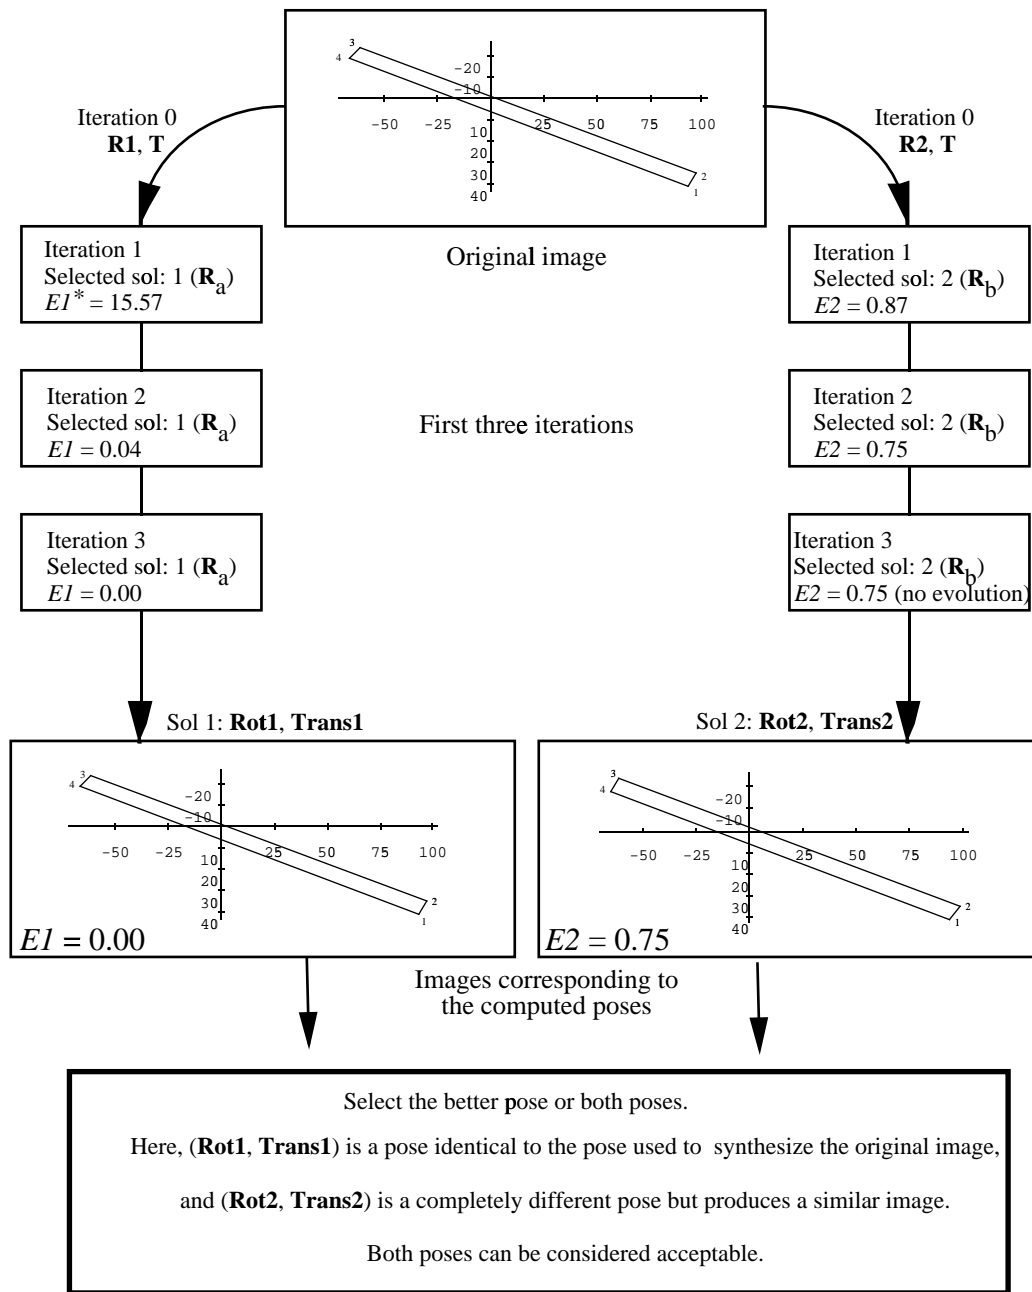 3
4
-20
-10
-50 -25 25 50 75 100
10
20
30
40
2
1
Iteration 0
R1, T
Iteration 0
R2, T
Original image
Iteration 1
Selected sol: 1 (Ra)
E1* = 15.57
Iteration 1
Selected sol: 2 (Rb)
E2 = 0.87
Iteration 2
Selected sol: 1 (Ra)
E1 = 0.04
First three iterations
Iteration 2
Selected sol: 2 (Rb)
E2 = 0.75
Iteration 3
Selected sol: 1 (Ra)
E1 = 0.00
Iteration 3
Selected sol: 2 (Rb)
E2 = 0.75 (no evolution)
Sol 1: Rot1, Trans1
3
4
-20
-10
-50 -25 25 50 75 100
10
20
30
40
2
1
E1 = 0.00
Sol 2: Rot2, Trans2
3
4
-20
-10
-50 -25 25 50 75 100
10
20
30
40
2
1
E2 = 0.75
Images corresponding to
the computed poses
Select the better pose or both poses.
Here, (Rot1, Trans1) is a pose identical to the pose used to synthesize the original image,
and (Rot2, Trans2) is a completely different pose but produces a similar image.
Both poses can be considered acceptable.